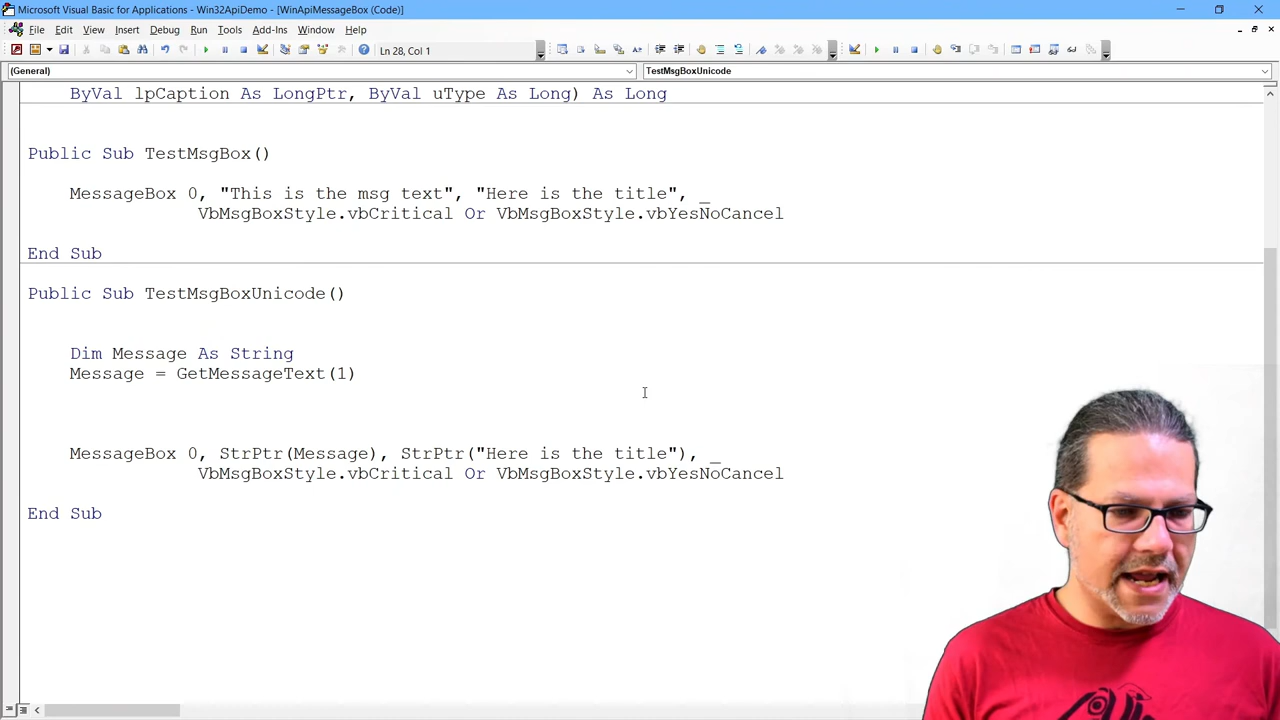 Microsoft Visual Basic for Applications - Win32ApiDemo - [WinApiMessageBox (Code)]
File Edit View Insert Debug Run Tools Add-Ins Window Help
Ln 28, Col 1
(General) TestMsgBoxUnicode
ByVal lpCaption As LongPtr, ByVal uType As Long) As Long
Public Sub TestMsgBox()
MessageBox 0, "This is the msg text", "Here is the title", _
VbMsgBoxStyle.vbCritical Or VbMsgBoxStyle.vbYesNoCancel
End Sub
Public Sub TestMsgBoxUnicode()
Dim Message As String
Message = GetMessageText(1)
MessageBox 0, StrPtr(Message), StrPtr("Here is the title"), _
VbMsgBoxStyle.vbCritical Or VbMsgBoxStyle.vbYesNoCancel
End Sub